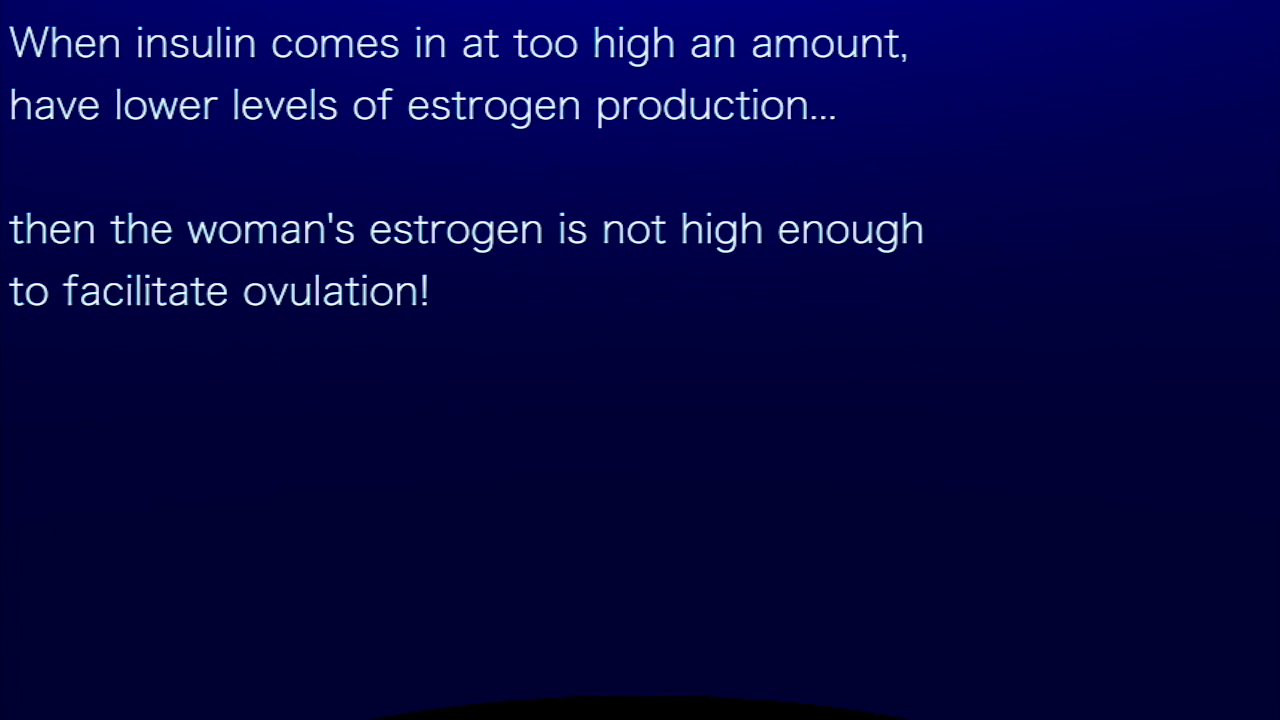 When insulin comes in at too high an amount,
have lower levels of estrogen production...
then the woman's estrogen is not high enough
to facilitate ovulation!